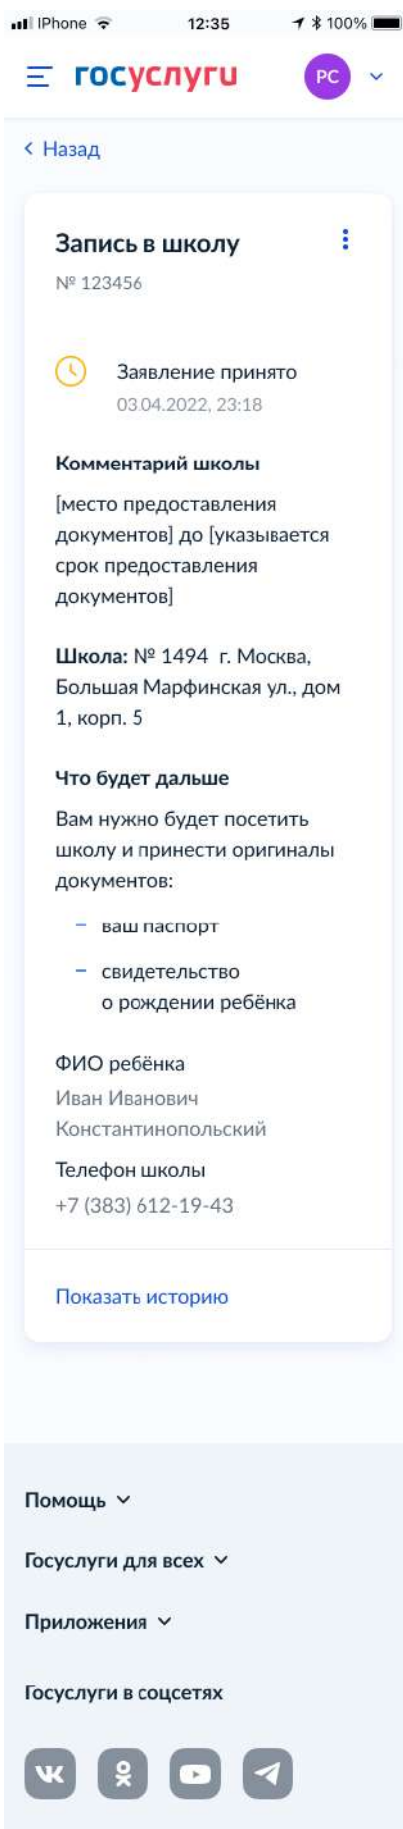 IPhone 12:35 100%
госуслуги РС
Назад
Запись в школу
№ 123456
Заявление принято
03.04.2022, 23:18
Комментарий школы
[место предоставления
документов] до [указывается
срок предоставления
документов]
Школа: № 1494 г. Москва,
Большая Марфинская ул., дом
1, корп. 5
Что будет дальше
Вам нужно будет посетить
школу и принести оригиналы
документов:
– ваш паспорт
– свидетельство
о рождении ребёнка
ФИО ребёнка
Иван Иванович
Константинопольский
Телефон школы
+7 (383) 612-19-43
Показать историю
Помощь
Госуслуги для всех
Приложения
Госуслуги в соцсетях